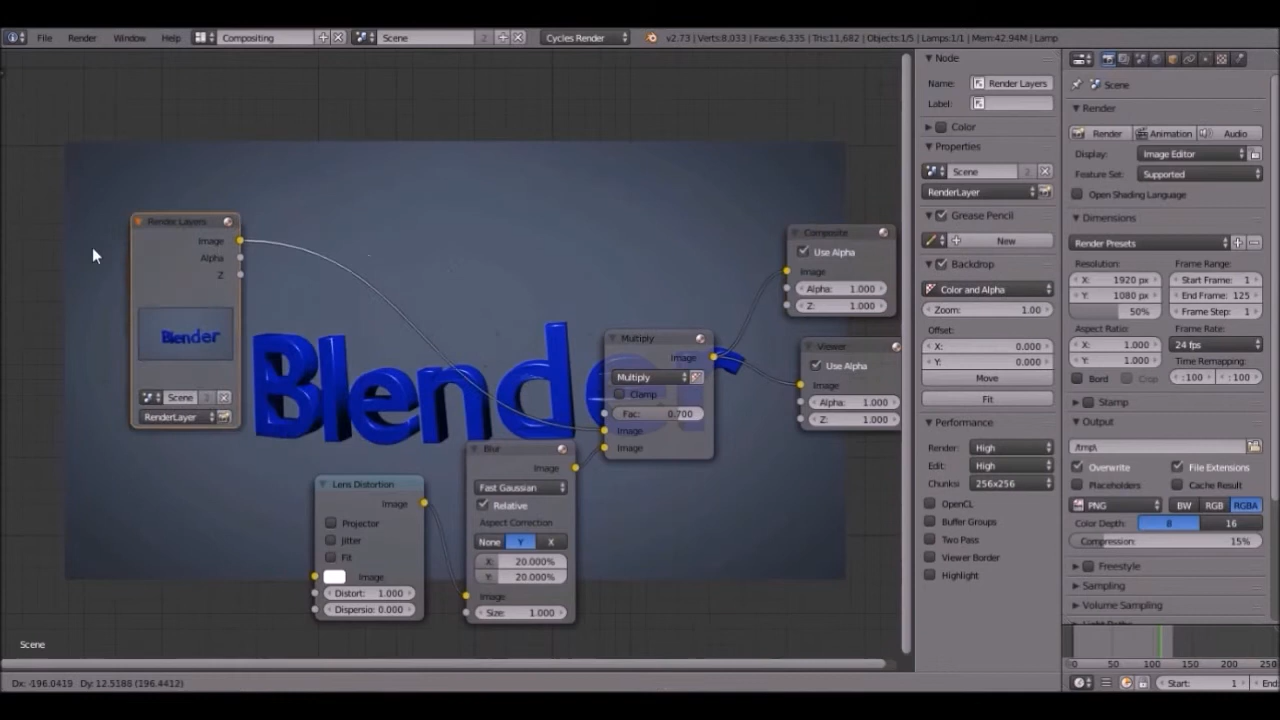 File Render Window Help Compositing Scene 2 Cycles Render v2.73 | Verts:8,033 | Faces:6,335 | Tris:11,682 | Objects:1/5 | Lamps:1/1 | Mem:42.94M | Lamp
Render Layers
Image
Alpha
Z
Blender
Scene 2
RenderLayer
Blender
Lens Distortion
Image
Projector
Jitter
Fit
Image
Distort: 1.000
Dispersio: 0.000
Blur
Image
Fast Gaussian
Relative
Aspect Correction
None Y X
X: 20.000%
Y: 20.000%
Image
Size: 1.000
Multiply
Image
Multiply
Clamp
Fac: 0.700
Image
Image
Composite
Use Alpha
Image
Alpha: 1.000
Z: 1.000
Viewer
Use Alpha
Image
Alpha: 1.000
Z: 1.000
Scene
Dx: -196.0419 Dy: 12.5188 (196.4412)
Node
Name: Render Layers
Label:
Color
Properties
Scene 2
RenderLayer
Grease Pencil
New
Backdrop
Color and Alpha
Zoom: 1.00
Offset:
X: 0.000
Y: 0.000
Move
Fit
Performance
Render: High
Edit: High
Chunks: 256x256
OpenCL
Buffer Groups
Two Pass
Viewer Border
Highlight
Scene
Render
Render Animation Audio
Display: Image Editor
Feature Set: Supported
Open Shading Language
Dimensions
Render Presets
Resolution: Frame Range:
X: 1920 px Start Frame: 1
Y: 1080 px End Frame: 125
50% Frame Step: 1
Aspect Ratio: Frame Rate:
X: 1.000 24 fps
Y: 1.000 Time Remapping:
Bord Crop :100 :100
Stamp
Output
/tmp\
Overwrite File Extensions
Placeholders Cache Result
PNG BW RGB RGBA
Color Depth: 8 16
Compression: 15%
Freestyle
Sampling
Volume Sampling
Light Paths
0 50 100 150 200 250
Start: 1 End: